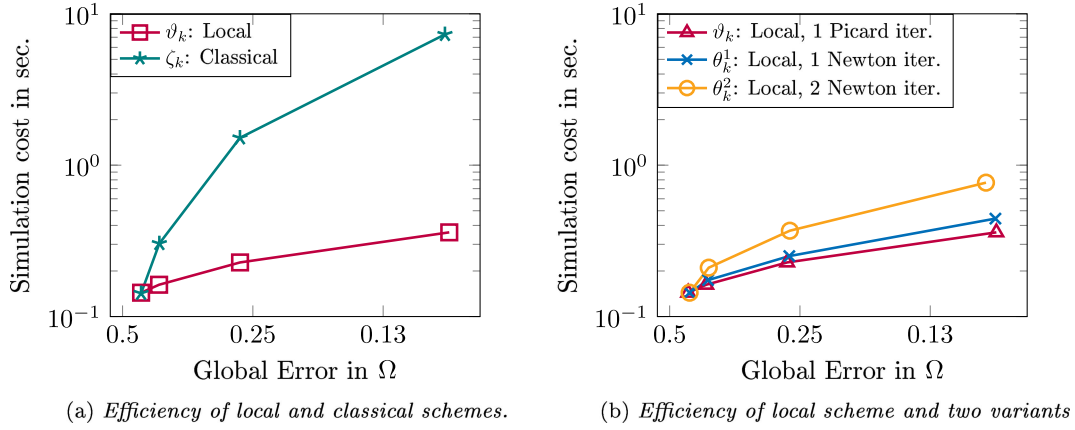 10^1
10^0
10^{-1}
Simulation cost in sec.
ϑ_k: Local
ζ_k: Classical
0.5 0.25 0.13
Global Error in Ω
(a) Efficiency of local and classical schemes.
10^1
10^0
10^{-1}
Simulation cost in sec.
ϑ_k: Local, 1 Picard iter.
θ_k^1: Local, 1 Newton iter.
θ_k^2: Local, 2 Newton iter.
0.5 0.25 0.13
Global Error in Ω
(b) Efficiency of local scheme and two variants